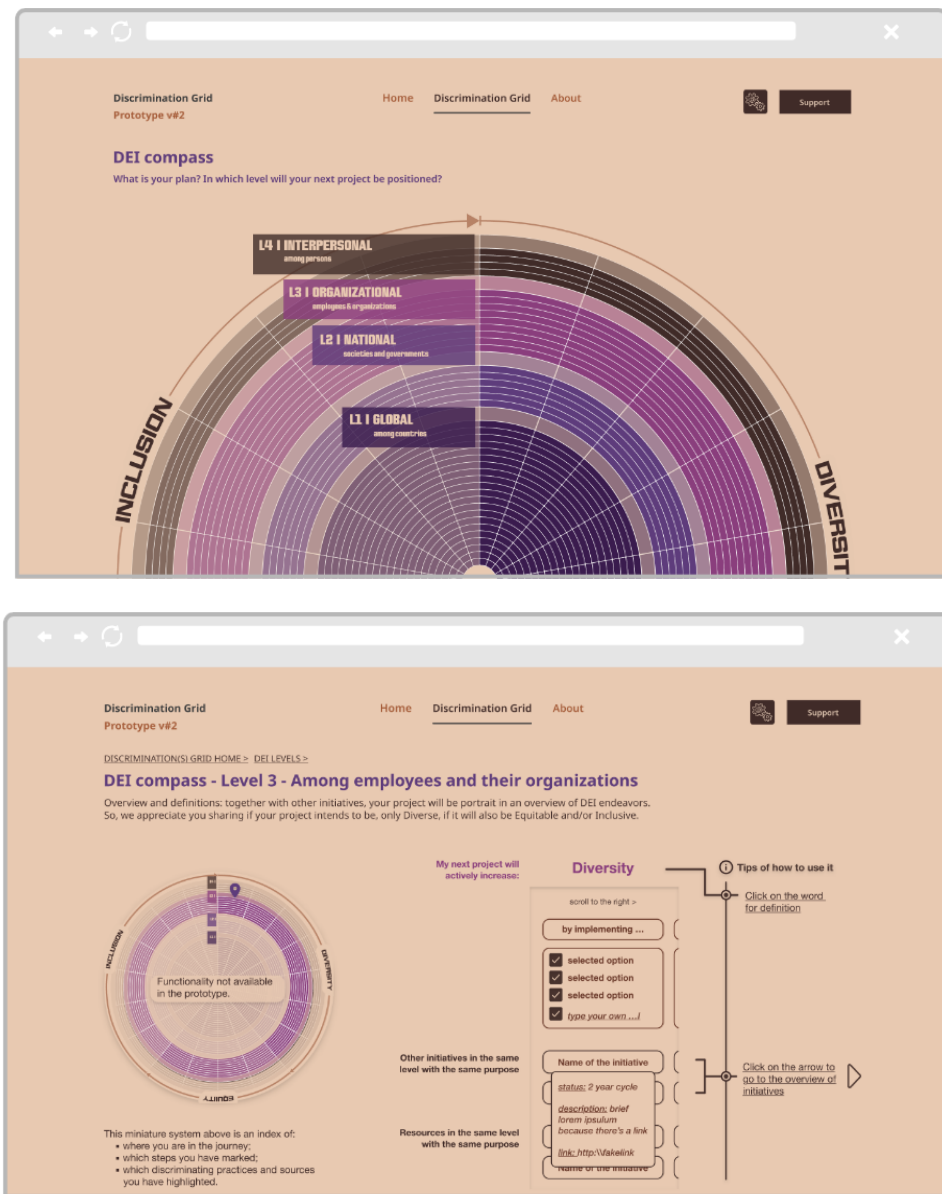 Discrimination Grid
Prototype v#2
Home Discrimination Grid About
Support
DEI compass
What is your plan? In which level will your next project be positioned?
L4 | INTERPERSONAL
among persons
L3 | ORGANIZATIONAL
employees & organizations
L2 | NATIONAL
societies and governments
L1 | GLOBAL
among countries
INCLUSION
DIVERSIT
Discrimination Grid
Prototype v#2
Home Discrimination Grid About
Support
DISCRIMINATION(S) GRID HOME > DEI LEVELS >
DEI compass - Level 3 - Among employees and their organizations
Overview and definitions: together with other initiatives, your project will be portrait in an overview of DEI endeavors.
So, we appreciate you sharing if your project intends to be, only Diverse, if it will also be Equitable and/or Inclusive.
INCLUSION
DIVERSITY
EQUITY
Functionality not available
in the prototype.
This miniature system above is an index of:
• where you are in the journey;
• which steps you have marked;
• which discriminating practices and sources
you have highlighted.
My next project will
actively increase:
Diversity
scroll to the right >
by implementing ...
selected option
selected option
selected option
type your own ...I
Other initiatives in the same
level with the same purpose
Name of the initiative
status: 2 year cycle
description: brief
lorem ipsulum
because there's a link
link: http:\\fakelink
Resources in the same level
with the same purpose
Name of the initiative
Tips of how to use it
Click on the word
for definition
Click on the arrow to
go to the overview of
initiatives